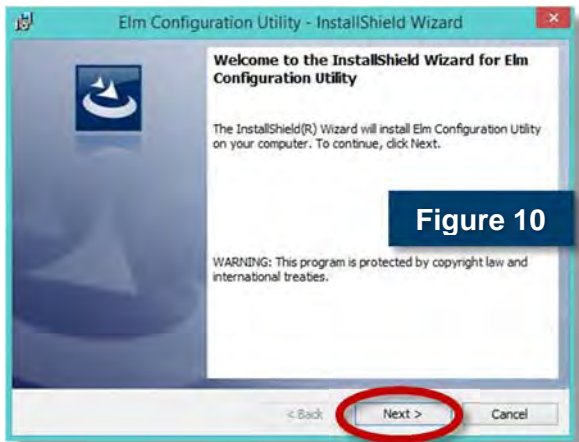 Elm Configuration Utility - InstallShield Wizard
Welcome to the InstallShield Wizard for Elm
Configuration Utility
The InstallShield(R) Wizard will install Elm Configuration Utility
on your computer. To continue, click Next.
Figure 10
WARNING: This program is protected by copyright law and
international treaties.
< Back
Next >
Cancel